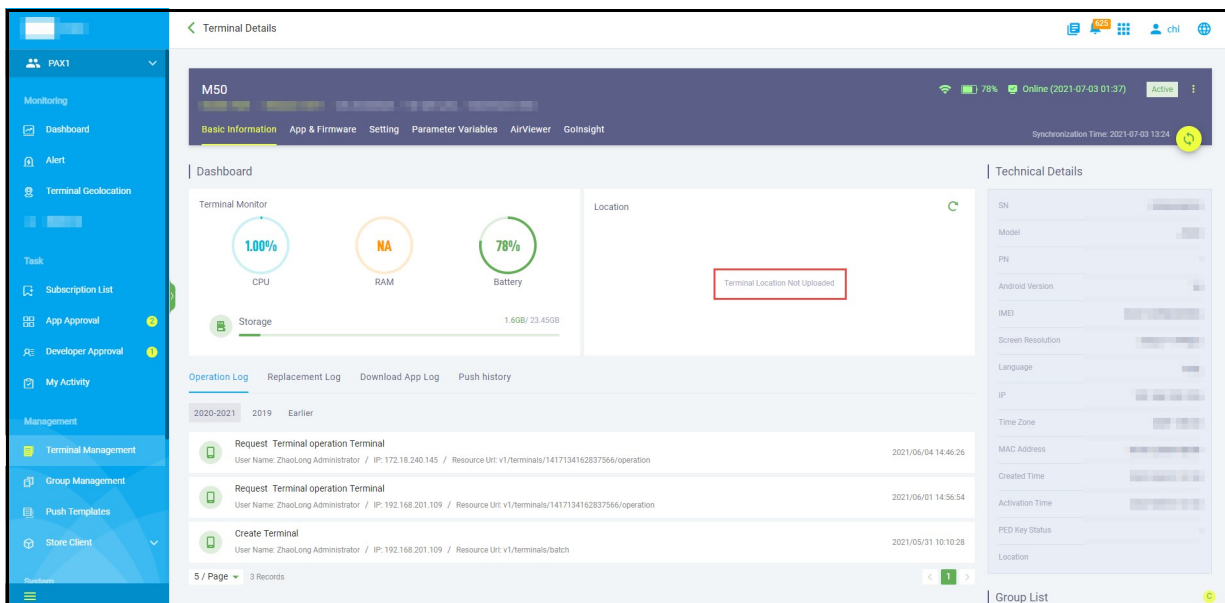 Terminal Details
625
chi
PAX1
Monitoring
Dashboard
Alert
Terminal Geolocation
Task
Subscription List
App Approval
2
Developer Approval
1
My Activity
Management
Terminal Management
Group Management
Push Templates
Store Client
System
M50
78%
Online (2021-07-03 01:37)
Active
Basic Information
App & Firmware
Setting
Parameter Variables
AirViewer
GoInsight
Synchronization Time: 2021-07-03 13:24
Dashboard
Terminal Monitor
1.00%
NA
78%
CPU
RAM
Battery
Storage
1.6GB/ 23.45GB
Location
Terminal Location Not Uploaded
Operation Log
Replacement Log
Download App Log
Push history
2020-2021
2019
Earlier
Request Terminal operation Terminal
User Name: ZhaoLong Administrator / IP: 172.18.240.145 / Resource Url: v1/terminals/1417134162837566/operation
2021/06/04 14:46:26
Request Terminal operation Terminal
User Name: ZhaoLong Administrator / IP: 192.168.201.109 / Resource Url: v1/terminals/1417134162837566/operation
2021/06/01 14:56:54
Create Terminal
User Name: ZhaoLong Administrator / IP: 192.168.201.109 / Resource Url: v1/terminals/batch
2021/05/31 10:10:28
5 / Page
3 Records
1
Technical Details
SN
Model
PN
Android Version
IMEI
Screen Resolution
Language
IP
Time Zone
MAC Address
Created Time
Activation Time
PED Key Status
Location
Group List
C